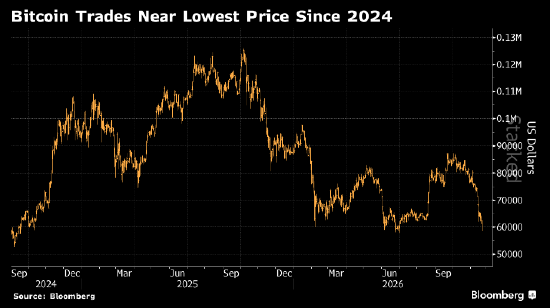 Bitcoin Trades Near Lowest Price Since 2024
0.13M
0.12M
0.11M
0.1M
90000
80000
70000
60000
50000
US Dollars
Stacked
Sep Dec Mar Jun Sep Dec Mar Jun Sep
2024 2025 2026
Source: Bloomberg
Bloomberg